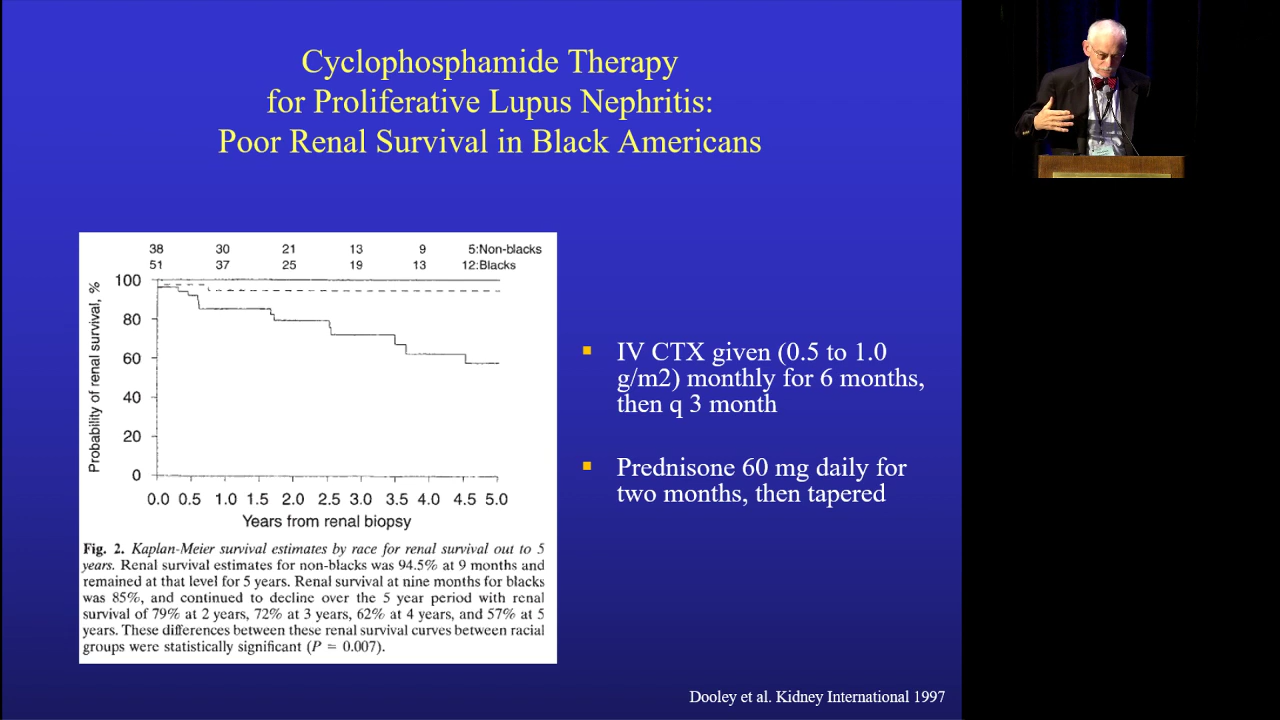 Cyclophosphamide Therapy
for Proliferative Lupus Nephritis:
Poor Renal Survival in Black Americans
38 30 21 13 9 5:Non-blacks
51 37 25 19 13 12:Blacks
Probability of renal survival, %
100
80
60
40
20
0
0.0 0.5 1.0 1.5 2.0 2.5 3.0 3.5 4.0 4.5 5.0
Years from renal biopsy
Fig. 2. Kaplan-Meier survival estimates by race for renal survival out to 5
years. Renal survival estimates for non-blacks was 94.5% at 9 months and
remained at that level for 5 years. Renal survival at nine months for blacks
was 85%, and continued to decline over the 5 year period with renal
survival of 79% at 2 years, 72% at 3 years, 62% at 4 years, and 57% at 5
years. These differences between these renal survival curves between racial
groups were statistically significant (P = 0.007).
▪ IV CTX given (0.5 to 1.0
g/m2) monthly for 6 months,
then q 3 month
▪ Prednisone 60 mg daily for
two months, then tapered
Dooley et al. Kidney International 1997